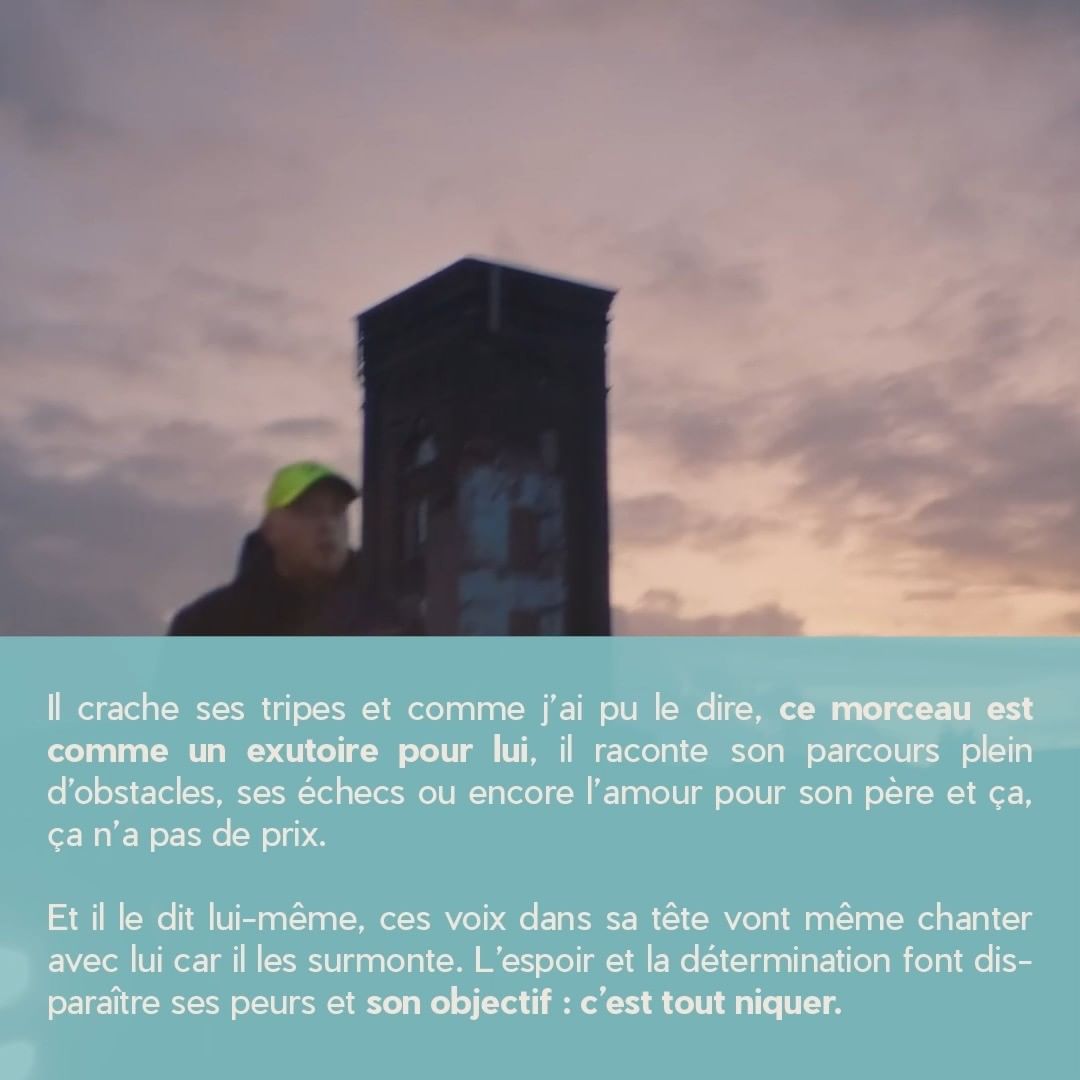 Il crache ses tripes et comme j’ai pu le dire, ce morceau est
comme un exutoire pour lui, il raconte son parcours plein
d’obstacles, ses échecs ou encore l’amour pour son père et ça,
ça n’a pas de prix.
Et il le dit lui-même, ces voix dans sa tête vont même chanter
avec lui car il les surmonte. L’espoir et la détermination font dis-
paraître ses peurs et son objectif : c’est tout niquer.